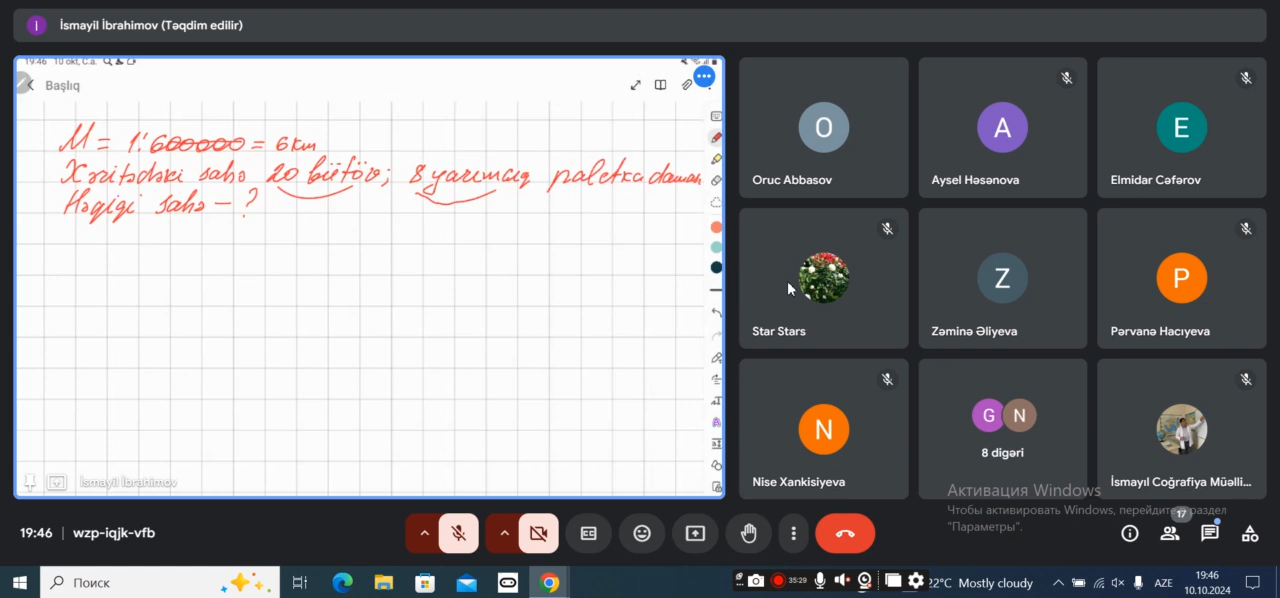 İsmayil İbrahimov (Təqdim edilir)
19:46 10 okt, C.a.
Başlıq
M = 1:600000 = 6 km
Xəritədəki sahə 20 bütöv; 8 yarımçıq paletka
Həqiqi sahə - ?
İsmayil İbrahimov
Oruc Abbasov
Aysel Həsənova
Elmidar Cəfərov
Star Stars
Zəminə Əliyeva
Pərvanə Hacıyeva
Nise Xankisiyeva
8 digəri
İsmayıl Coğrafiya Müəlli...
O
A
E
Z
P
N
G N
I
Активация Windows
Чтобы активировать Windows, перейдите раздел
"Параметры".
19:46 | wzp-iqjk-vfb
17
Поиск
35:29
22°C Mostly cloudy
AZE
19:46
10.10.2024